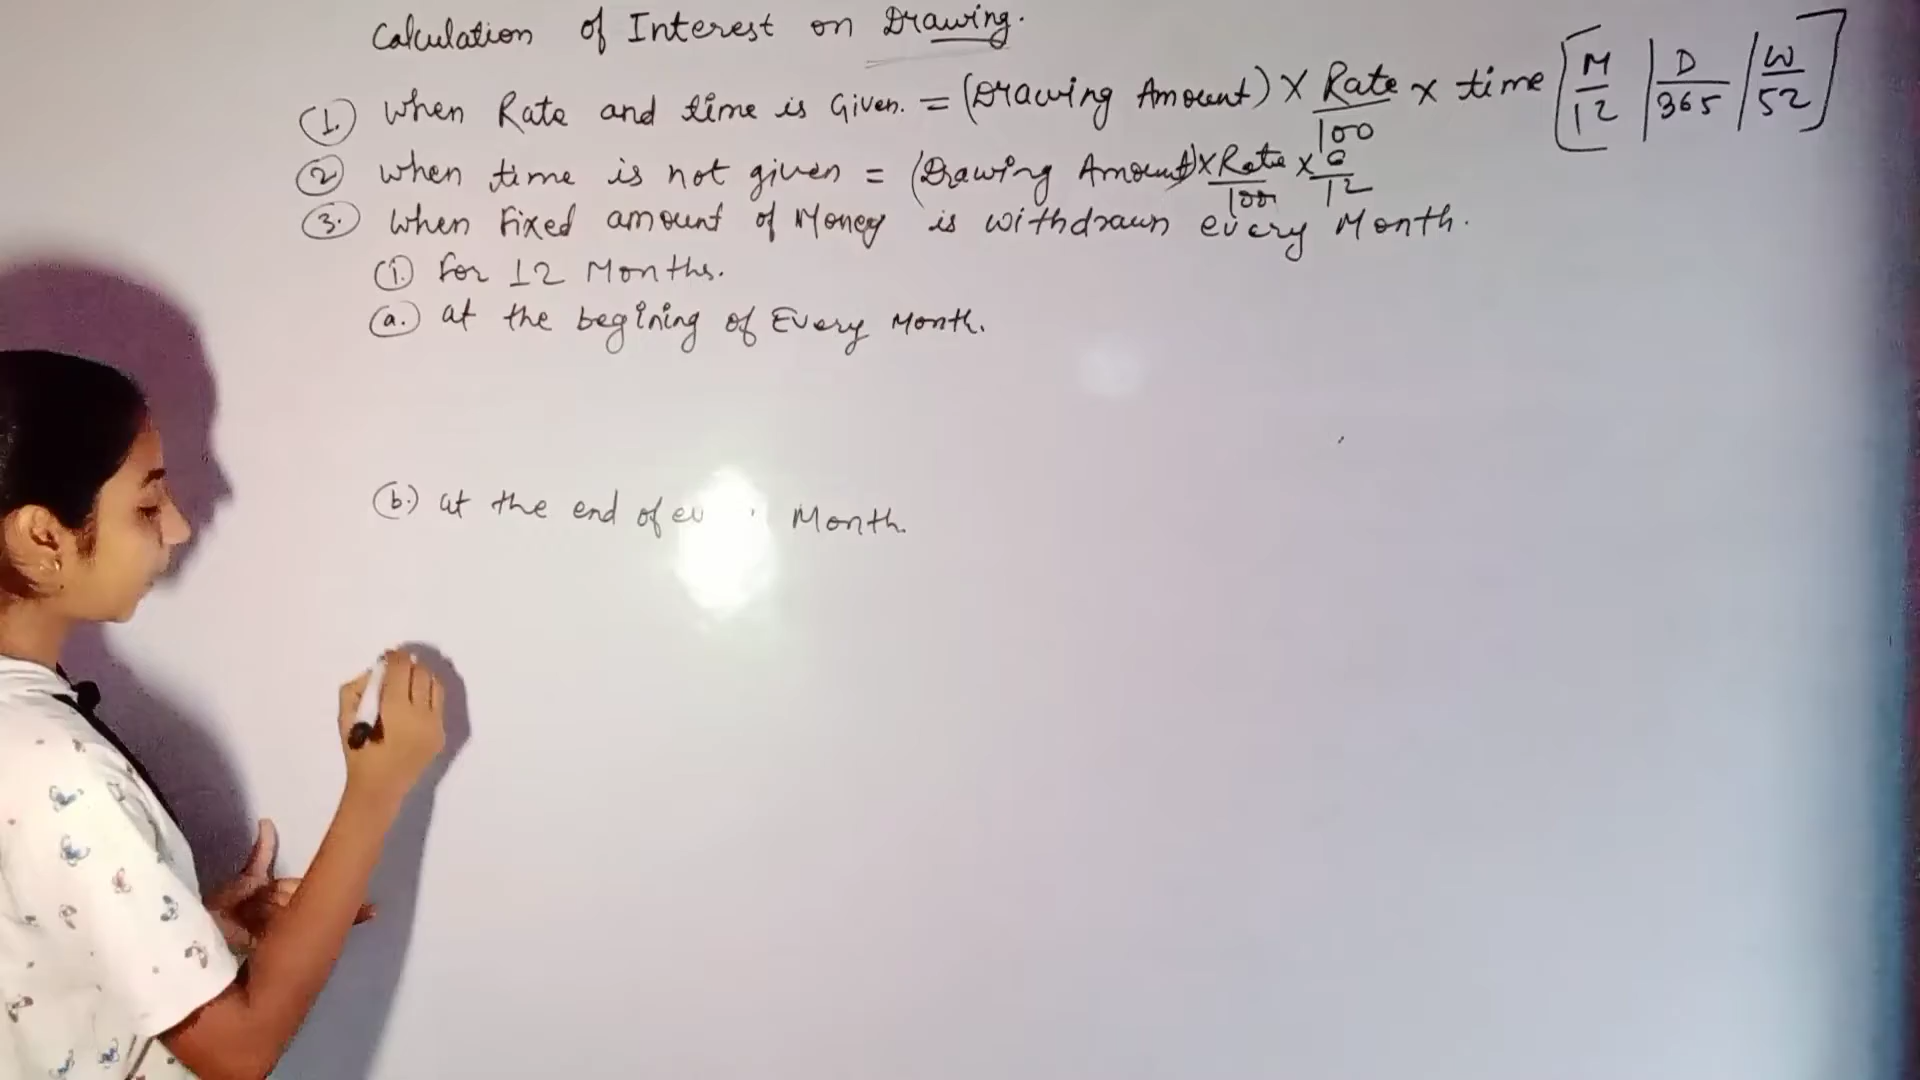 Calculation of Interest on Drawing.
(1.) when Rate and time is Given. = (Drawing Amount) × Rate/100 × time [M/12 | D/365 | W/52]
(2) when time is not given = (Drawing Amount) × Rate/100 × 6/12
(3.) when Fixed amount of Money is withdrawn every Month.
(i) For 12 Months.
(a.) at the begining of Every Month.
(b.) at the end of Month.